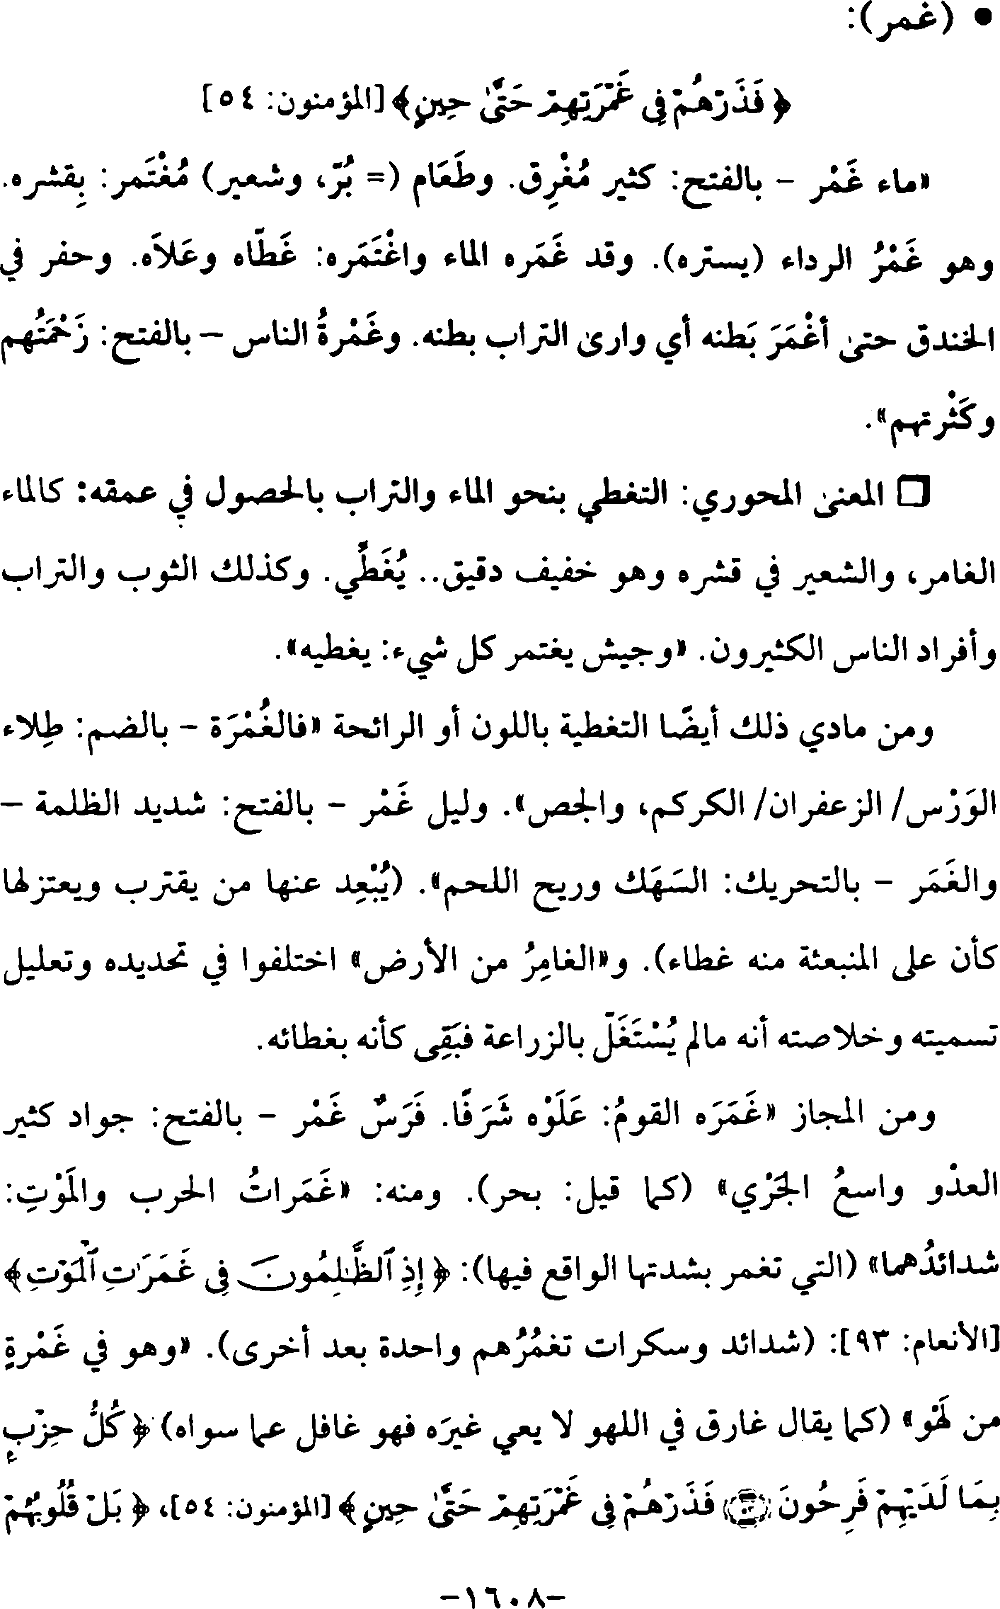 • (غمر):
﴿فَذَرْهُمْ فِي غَمْرَتِهِمْ حَتَّىٰ حِينٍ﴾ [المؤمنون: ٥٤]
«ماء غَمْر – بالفتح: كثير مُغْرِق. وطَعَام (= بُرّ، وشعير) مُغْتَمر: بِقشره.
وهو غَمْرُ الرداء (يستره). وقد غَمَره الماء واغْتَمَره: غَطّاه وعَلاَه. وحفر في
الخندق حتى أغْمَرَ بَطنه أي وارى التراب بطنه. وغَمْرةُ الناس – بالفتح: زَحْمَتُهم
وكَثْرتهم».
□ المعنى المحوري: التغطي بنحو الماء والتراب بالحصول في عمقه: كالماء
الغامر، والشعير في قشره وهو خفيف دقيق.. يُغَطِّي. وكذلك الثوب والتراب
وأفراد الناس الكثيرون. «وجيش يغتمر كل شيء: يغطيه».
ومن مادي ذلك أيضًا التغطية باللون أو الرائحة «فالغُمْرَة – بالضم: طِلاء
الوَرْس/ الزعفران/ الكركم، والجص». وليل غَمْر – بالفتح: شديد الظلمة –
والغَمَر – بالتحريك: السَهَك وريح اللحم». (يُبْعِد عنها من يقترب ويعتزلها
كأن على المنبعثة منه غطاء). و«الغامِرُ من الأرض» اختلفوا في تحديده وتعليل
تسميته وخلاصته أنه مالم يُسْتَغَلّ بالزراعة فبَقِى كأنه بغطائه.
ومن المجاز «غَمَرَه القومُ: عَلَوْه شَرَفًا. فَرَسٌ غَمْر – بالفتح: جواد كثير
العذْو واسعُ الجَرْي» (كما قيل: بحر). ومنه: «غَمَراتُ الحرب والمَوْتِ:
شدائدُهما» (التي تغمر بشدتها الواقع فيها): ﴿إِذِ ٱلظَّٰلِمُونَ فِي غَمَرَٰتِ ٱلْمَوْتِ﴾
[الأنعام: ٩٣]: (شدائد وسكرات تغمُرُهم واحدة بعد أخرى). «وهو في غَمْرةٍ
من لَهْو» (كما يقال غارق في اللهو لا يعي غيرَه فهو غافل عما سواه) ﴿كُلُّ حِزْبٍ
بِمَا لَدَيْهِمْ فَرِحُونَ ۝ فَذَرْهُمْ فِي غَمْرَتِهِمْ حَتَّىٰ حِينٍ﴾ [المؤمنون: ٥٤]، ﴿بَلْ قُلُوبُهُمْ
-١٦٠٨-